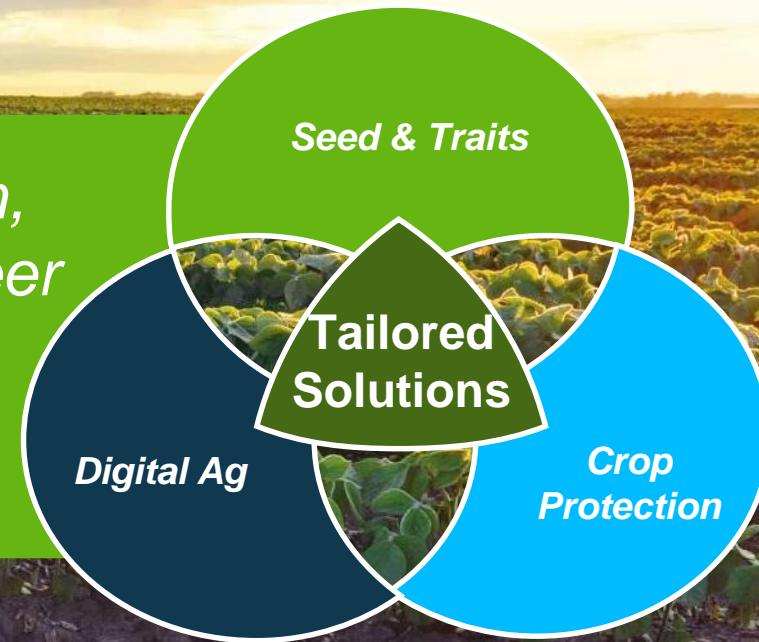 Seed & Traits
Tailored
Solutions
Digital Ag
Crop
Protection